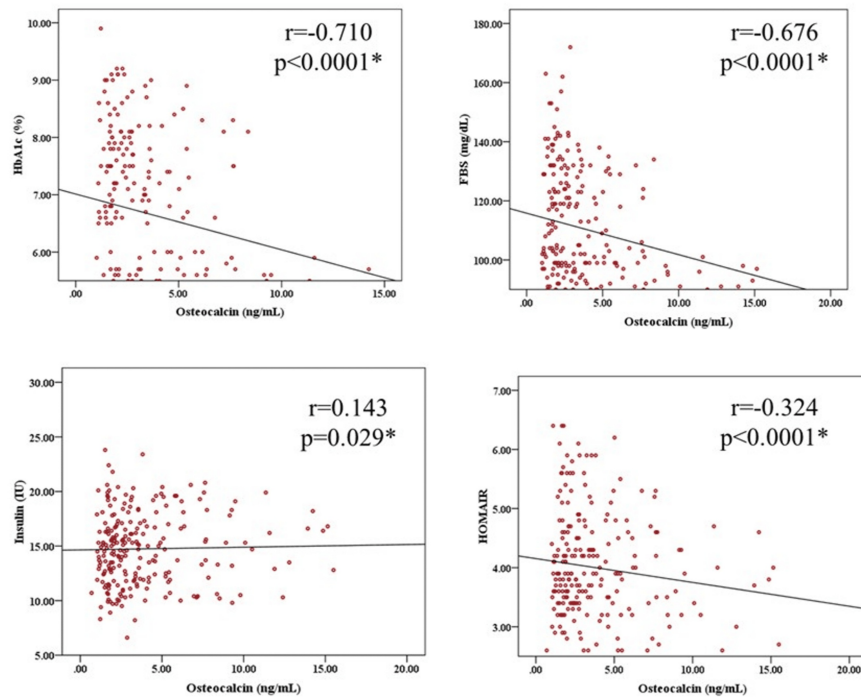 r=-0.710
p<0.0001*
10.00
9.00
8.00
7.00
6.00
HbA1c (%)
.00 5.00 10.00 15.00
Osteocalcin (ng/mL)
r=-0.676
p<0.0001*
180.00
160.00
140.00
120.00
100.00
FBS (mg/dL)
.00 5.00 10.00 15.00 20.00
Osteocalcin (ng/mL)
r=0.143
p=0.029*
30.00
25.00
20.00
15.00
10.00
5.00
Insulin (IU)
.00 5.00 10.00 15.00 20.00
Osteocalcin (ng/mL)
r=-0.324
p<0.0001*
7.00
6.00
5.00
4.00
3.00
HOMAIR
.00 5.00 10.00 15.00 20.00
Osteocalcin (ng/mL)